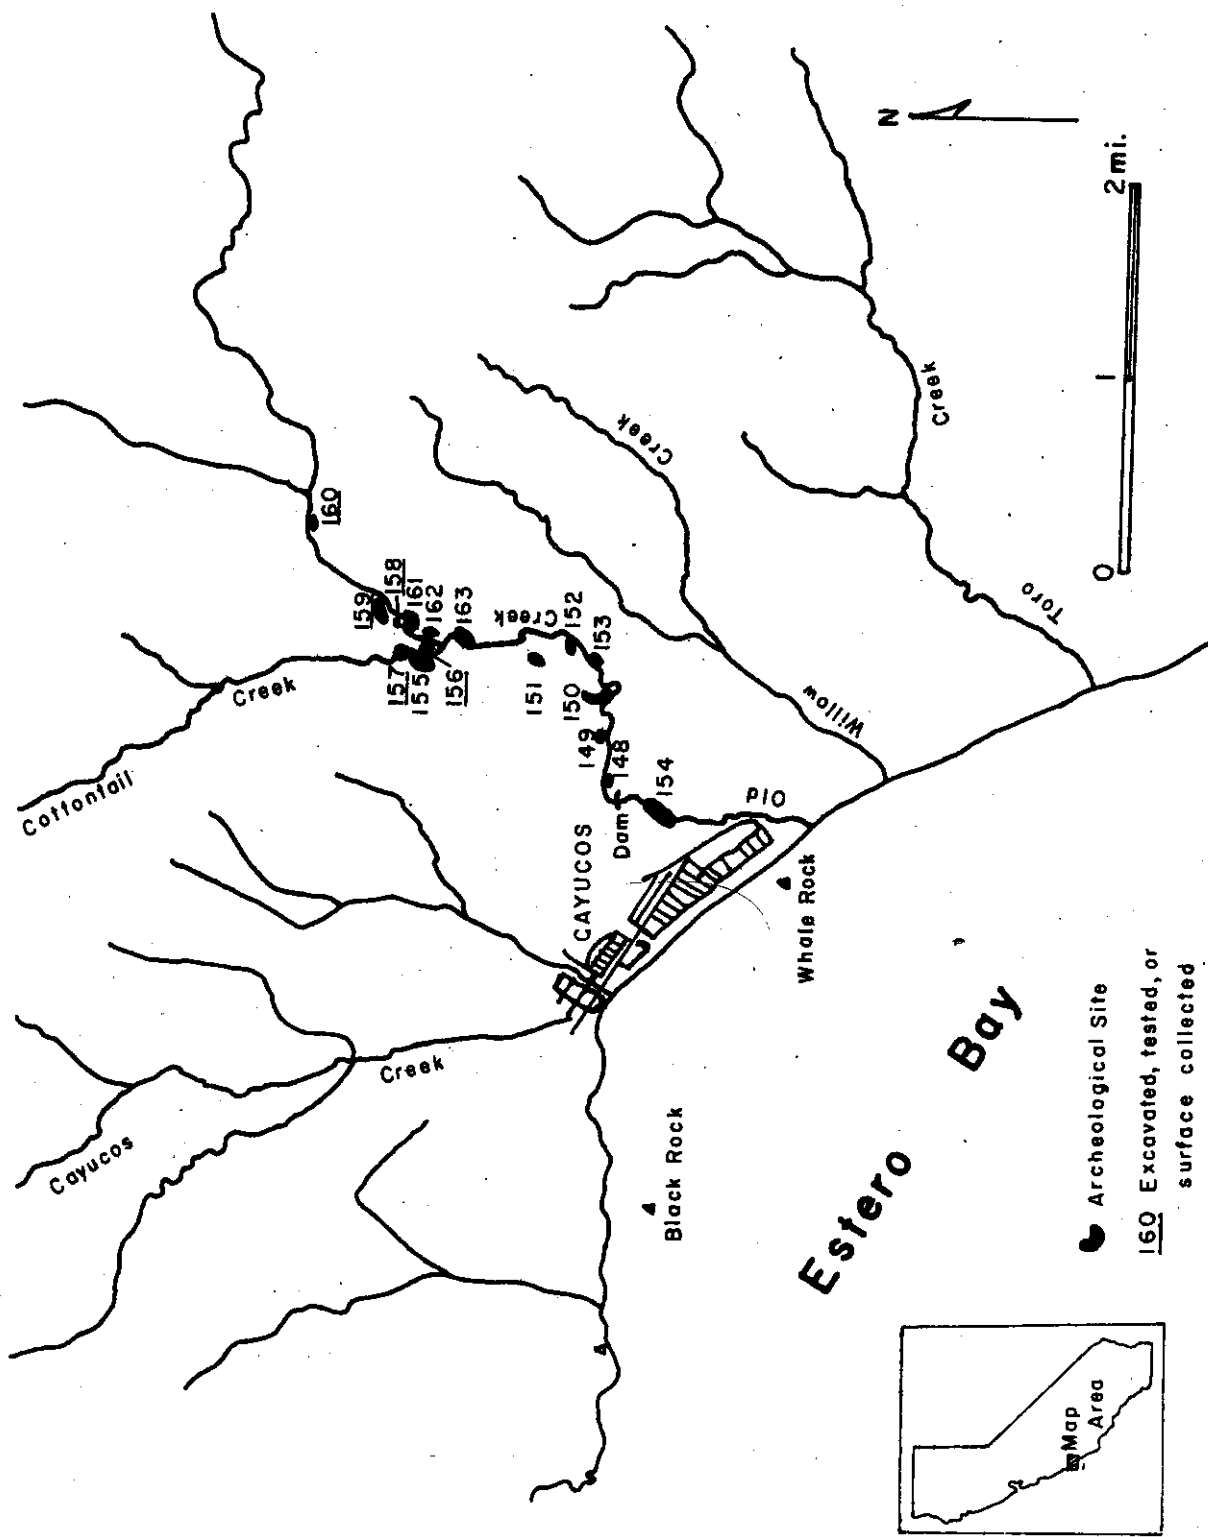 Cottontail
Creek
Cayucos
Creek
160
159
158
161
162
163
157
155
156
Creek
152
153
151
150
149
148
154
Dam
Old
CAYUCOS
Creek
Willow
Creek
Toro
Whale Rock
Black Rock
Estero Bay
N
0 1 2 mi.
Archeological Site
160 Excavated, tested, or
surface collected
Map
Area